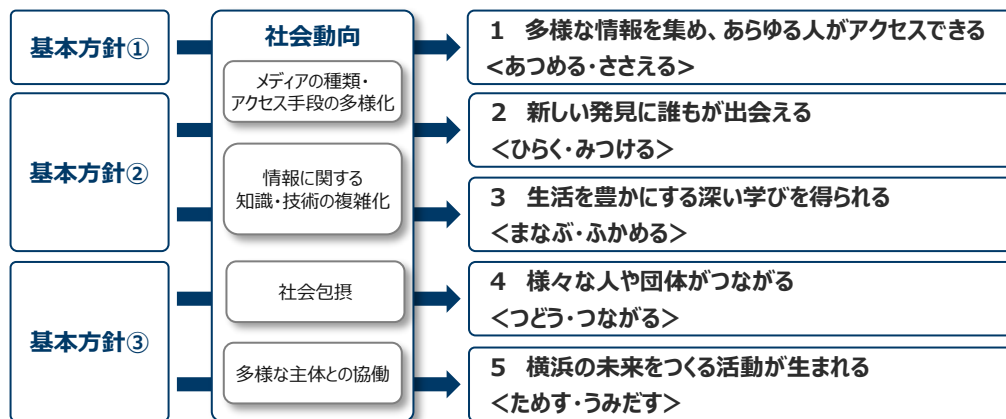 基本方針①
基本方針②
基本方針③
社会動向
メディアの種類・
アクセス手段の多様化
情報に関する
知識・技術の複雑化
社会包摂
多様な主体との協働
1 多様な情報を集め、あらゆる人がアクセスできる
<あつめる・ささえる>
2 新しい発見に誰もが出会える
<ひらく・みつける>
3 生活を豊かにする深い学びを得られる
<まなぶ・ふかめる>
4 様々な人や団体がつながる
<つどう・つながる>
5 横浜の未来をつくる活動が生まれる
<ためす・うみだす>